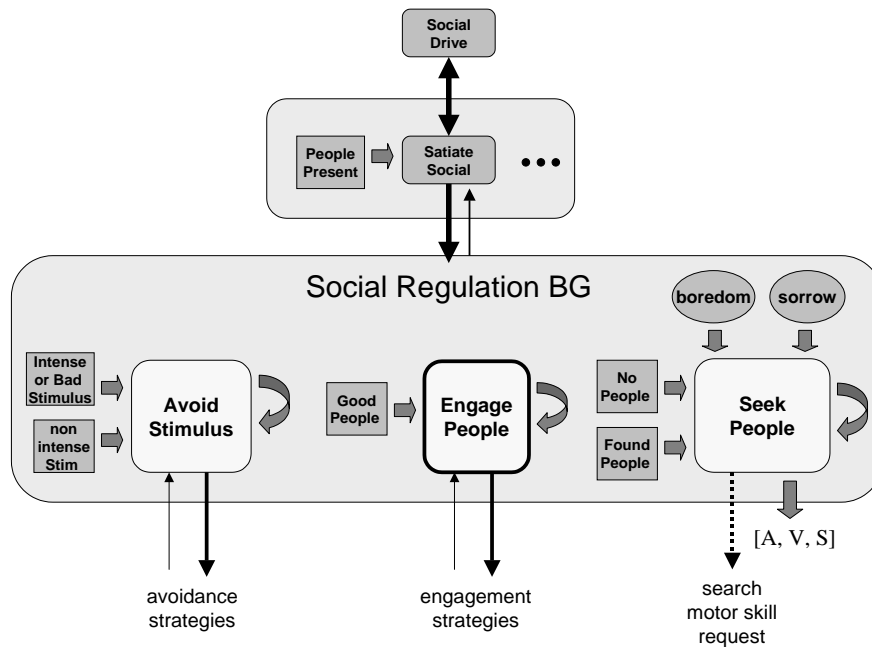 Social
Drive
People
Present
Satiate
Social
Social Regulation BG
boredom
sorrow
Intense
or Bad
Stimulus
non
intense
Stim
Avoid
Stimulus
Good
People
Engage
People
No
People
Found
People
Seek
People
[A, V, S]
avoidance
strategies
engagement
strategies
search
motor skill
request